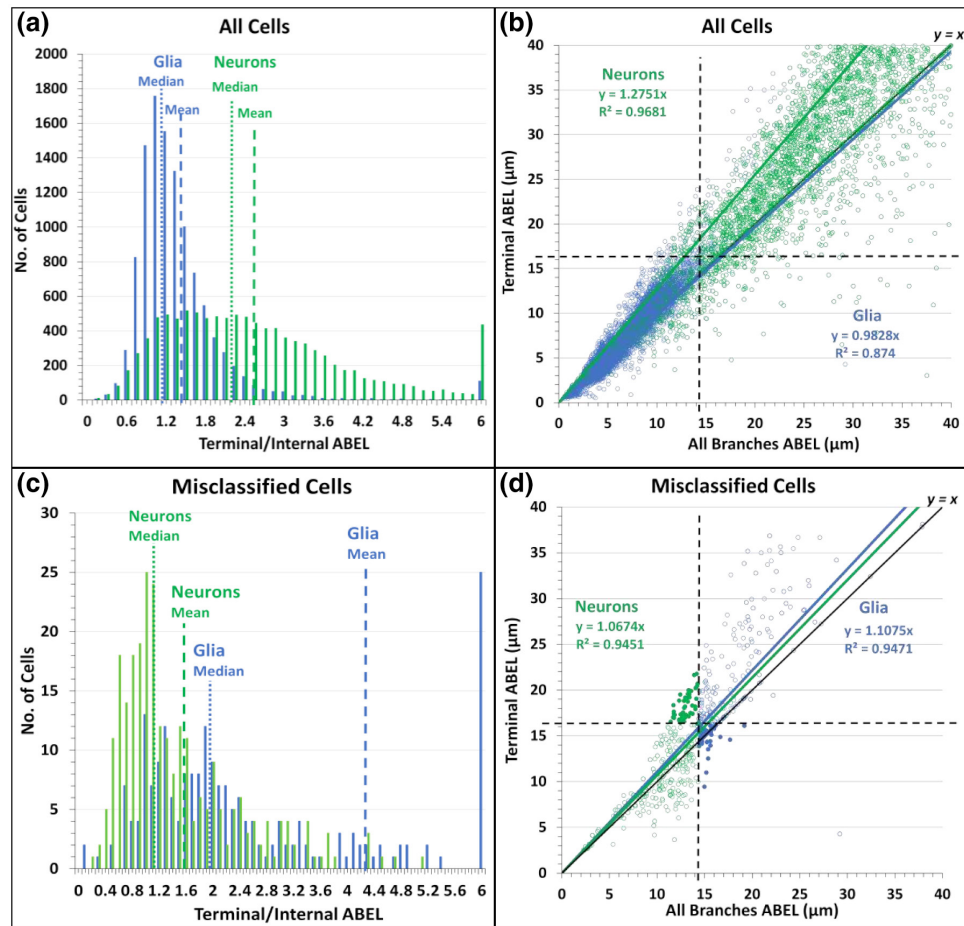 (a)
All Cells
Glia
Median
Mean
Neurons
Median
Mean
No. of Cells
2000
1800
1600
1400
1200
1000
800
600
400
200
0
0 0.6 1.2 1.8 2.4 3 3.6 4.2 4.8 5.4 6
Terminal/Internal ABEL
(b)
All Cells
y = x
Neurons
y = 1.2751x
R² = 0.9681
Glia
y = 0.9828x
R² = 0.874
Terminal ABEL (µm)
40
35
30
25
20
15
10
5
0
0 5 10 15 20 25 30 35 40
All Branches ABEL (µm)
(c)
Misclassified Cells
Neurons
Median
Neurons
Mean
Glia
Median
Glia
Mean
No. of Cells
30
25
20
15
10
5
0
0 0.4 0.8 1.2 1.6 2 2.4 2.8 3.2 3.6 4 4.4 4.8 5.2 5.6 6
Terminal/Internal ABEL
(d)
Misclassified Cells
y = x
Neurons
y = 1.0674x
R² = 0.9451
Glia
y = 1.1075x
R² = 0.9471
Terminal ABEL (µm)
40
35
30
25
20
15
10
5
0
0 5 10 15 20 25 30 35 40
All Branches ABEL (µm)